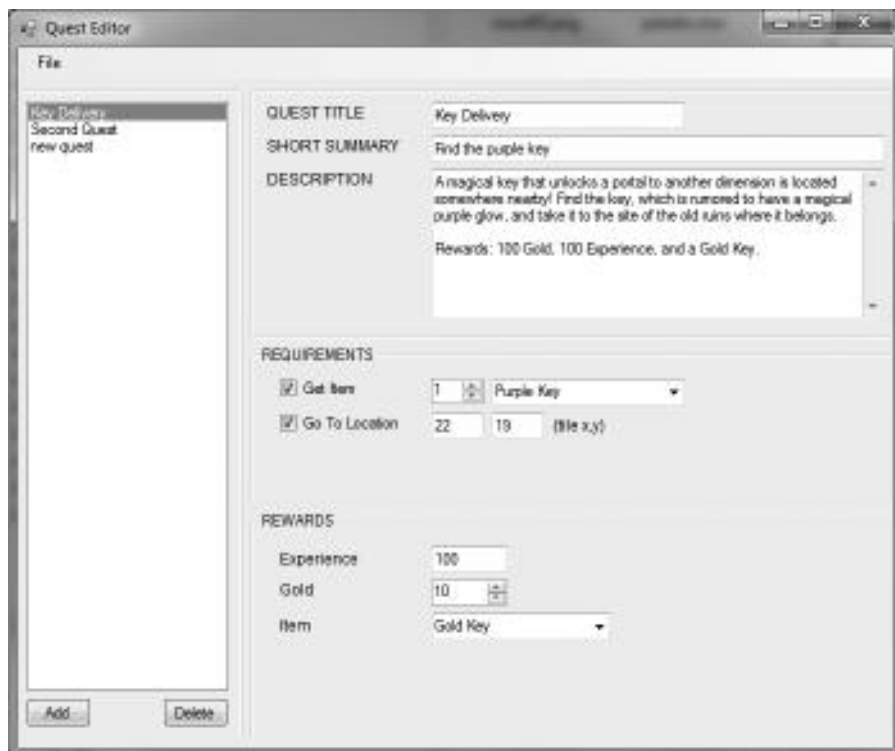 Quest Editor
File
Key Delivery
Second Quest
new quest
Add
Delete
QUEST TITLE
Key Delivery
SHORT SUMMARY
Find the purple key
DESCRIPTION
A magical key that unlocks a portal to another dimension is located
somewhere nearby! Find the key, which is rumored to have a magical
purple glow, and take it to the site of the old ruins where it belongs.
Rewards: 100 Gold, 100 Experience, and a Gold Key.
REQUIREMENTS
Get Item
1
Purple Key
Go To Location
22
19
(tile x,y)
REWARDS
Experience
100
Gold
10
Item
Gold Key